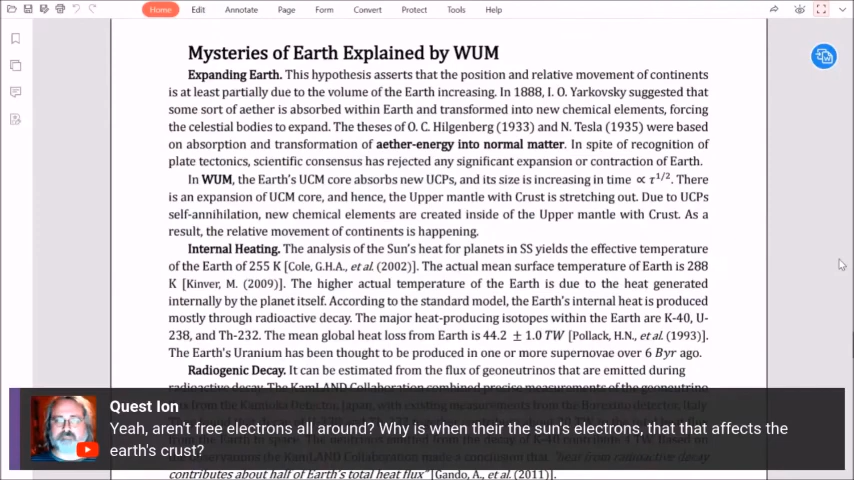 Home Edit Annotate Page Form Convert Protect Tools Help
Mysteries of Earth Explained by WUM
Expanding Earth. This hypothesis asserts that the position and relative movement of continents
is at least partially due to the volume of the Earth increasing. In 1888, I. O. Yarkovsky suggested that
some sort of aether is absorbed within Earth and transformed into new chemical elements, forcing
the celestial bodies to expand. The theses of O. C. Hilgenberg (1933) and N. Tesla (1935) were based
on absorption and transformation of aether-energy into normal matter. In spite of recognition of
plate tectonics, scientific consensus has rejected any significant expansion or contraction of Earth.
In WUM, the Earth's UCM core absorbs new UCPs, and its size is increasing in time ∝ τ^1/2. There
is an expansion of UCM core, and hence, the Upper mantle with Crust is stretching out. Due to UCPs
self-annihilation, new chemical elements are created inside of the Upper mantle with Crust. As a
result, the relative movement of continents is happening.
Internal Heating. The analysis of the Sun's heat for planets in SS yields the effective temperature
of the Earth of 255 K [Cole, G.H.A., et al. (2002)]. The actual mean surface temperature of Earth is 288
K [Kinver, M. (2009)]. The higher actual temperature of the Earth is due to the heat generated
internally by the planet itself. According to the standard model, the Earth's internal heat is produced
mostly through radioactive decay. The major heat-producing isotopes within the Earth are K-40, U-
238, and Th-232. The mean global heat loss from Earth is 44.2 ± 1.0 TW [Pollack, H.N., et al. (1993)].
The Earth's Uranium has been thought to be produced in one or more supernovae over 6 Byr ago.
Radiogenic Decay. It can be estimated from the flux of geoneutrinos that are emitted during
Quest Ion
Yeah, aren't free electrons all around? Why is when their the sun's electrons, that that affects the
earth's crust?
contributes about half of Earth's total heat flux" [Gando, A., et al. (2011)].